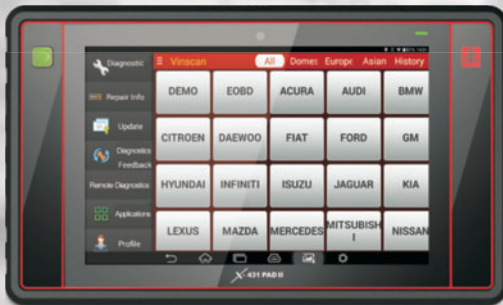 Diagnostic
Vinscan
All
Domes
Europe
Asian
History
Repair Info
Update
Diagnostics
Feedback
Remote Diagnostics
Applications
Profile
DEMO
EOBD
ACURA
AUDI
BMW
CITROEN
DAEWOO
FIAT
FORD
GM
HYUNDAI
INFINITI
ISUZU
JAGUAR
KIA
LEXUS
MAZDA
MERCEDES
MITSUBISH
I
NISSAN
X-431 PAD II